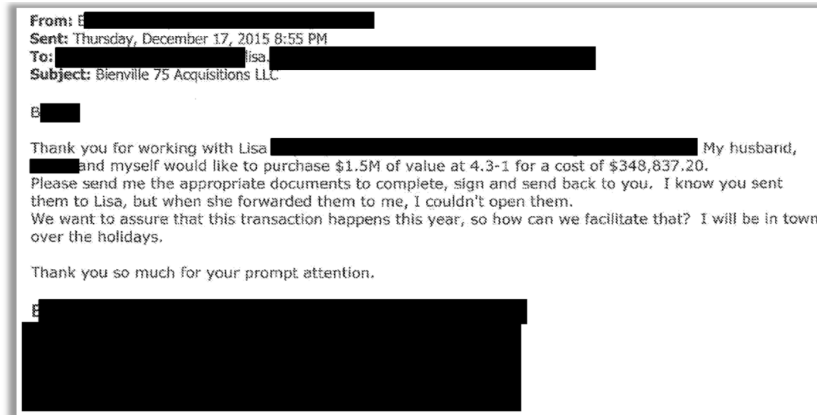 From: E
Sent: Thursday, December 17, 2015 8:55 PM
To: lisa.
Subject: Bienville 75 Acquisitions LLC
B
Thank you for working with Lisa My husband,
and myself would like to purchase $1.5M of value at 4.3-1 for a cost of $348,837.20.
Please send me the appropriate documents to complete, sign and send back to you. I know you sent
them to Lisa, but when she forwarded them to me, I couldn't open them.
We want to assure that this transaction happens this year, so how can we facilitate that? I will be in town
over the holidays.
Thank you so much for your prompt attention.
E